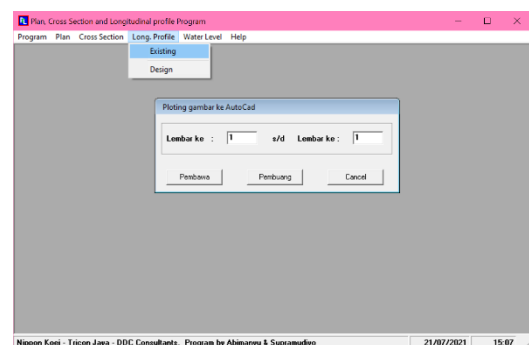 PL Plan, Cross Section and Longitudinal profile Program
Program Plan Cross Section Long. Profile Water Level Help
Existing
Design
Ploting gambar ke AutoCad
Lembar ke : 1 s/d Lembar ke : 1
Pembawa Pembuang Cancel
Nippon Koei - Tricon Jaya - DDC Consultants, Program by Abimanyu & Supramudiyo 21/07/2021 15:07